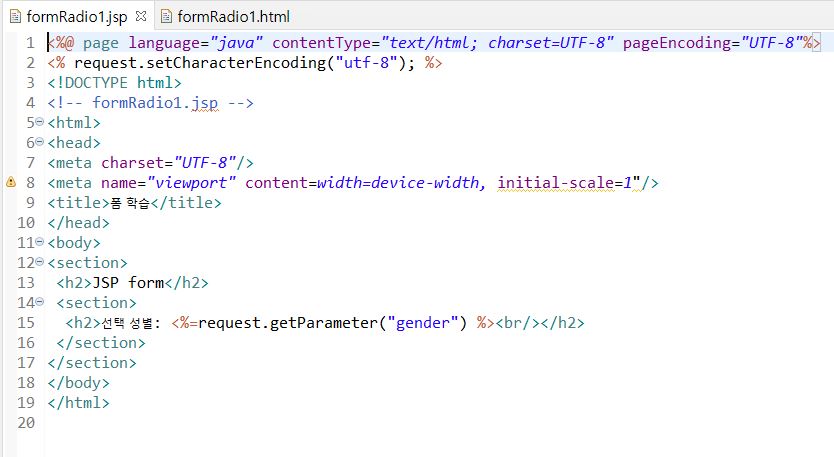 formRadio1.jsp formRadio1.html
1 <%@ page language="java" contentType="text/html; charset=UTF-8" pageEncoding="UTF-8"%>
2 <% request.setCharacterEncoding("utf-8"); %>
3 <!DOCTYPE html>
4 <!-- formRadio1.jsp -->
5 <html>
6 <head>
7 <meta charset="UTF-8"/>
8 <meta name="viewport" content=width=device-width, initial-scale=1"/>
9 <title>폼 학습</title>
10 </head>
11 <body>
12 <section>
13  <h2>JSP form</h2>
14  <section>
15   <h2>선택 성별: <%=request.getParameter("gender") %><br/></h2>
16  </section>
17 </section>
18 </body>
19 </html>
20